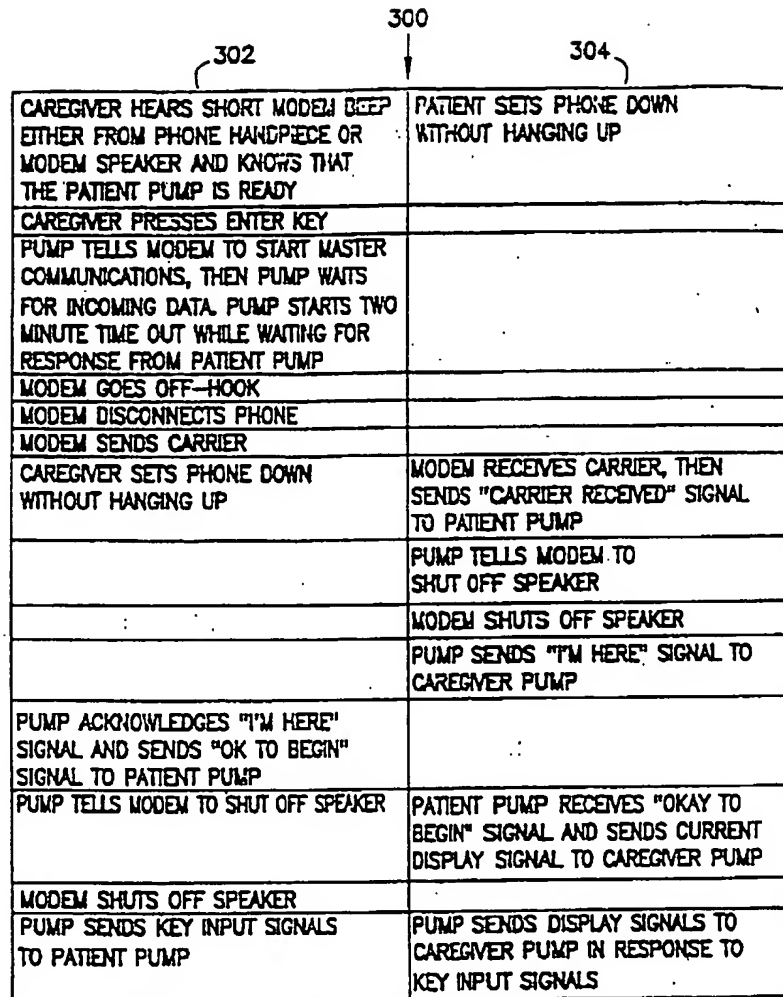 300
302
304
CAREGIVER HEARS SHORT MODEM BEEP
EITHER FROM PHONE HANDPIECE OR
MODEM SPEAKER AND KNOWS THAT
THE PATIENT PUMP IS READY
PATIENT SETS PHONE DOWN
WITHOUT HANGING UP
CAREGIVER PRESSES ENTER KEY
PUMP TELLS MODEM TO START MASTER
COMMUNICATIONS, THEN PUMP WAITS
FOR INCOMING DATA. PUMP STARTS TWO
MINUTE TIME OUT WHILE WAITING FOR
RESPONSE FROM PATIENT PUMP
MODEM GOES OFF-HOOK
MODEM DISCONNECTS PHONE
MODEM SENDS CARRIER
CAREGIVER SETS PHONE DOWN
WITHOUT HANGING UP
MODEM RECEIVES CARRIER, THEN
SENDS "CARRIER RECEIVED" SIGNAL
TO PATIENT PUMP
PUMP TELLS MODEM TO
SHUT OFF SPEAKER
MODEM SHUTS OFF SPEAKER
PUMP SENDS "I'M HERE" SIGNAL TO
CAREGIVER PUMP
PUMP ACKNOWLEDGES "I'M HERE"
SIGNAL AND SENDS "OK TO BEGIN"
SIGNAL TO PATIENT PUMP
PUMP TELLS MODEM TO SHUT OFF SPEAKER
PATIENT PUMP RECEIVES "OKAY TO
BEGIN" SIGNAL AND SENDS CURRENT
DISPLAY SIGNAL TO CAREGIVER PUMP
MODEM SHUTS OFF SPEAKER
PUMP SENDS KEY INPUT SIGNALS
TO PATIENT PUMP
PUMP SENDS DISPLAY SIGNALS TO
CAREGIVER PUMP IN RESPONSE TO
KEY INPUT SIGNALS